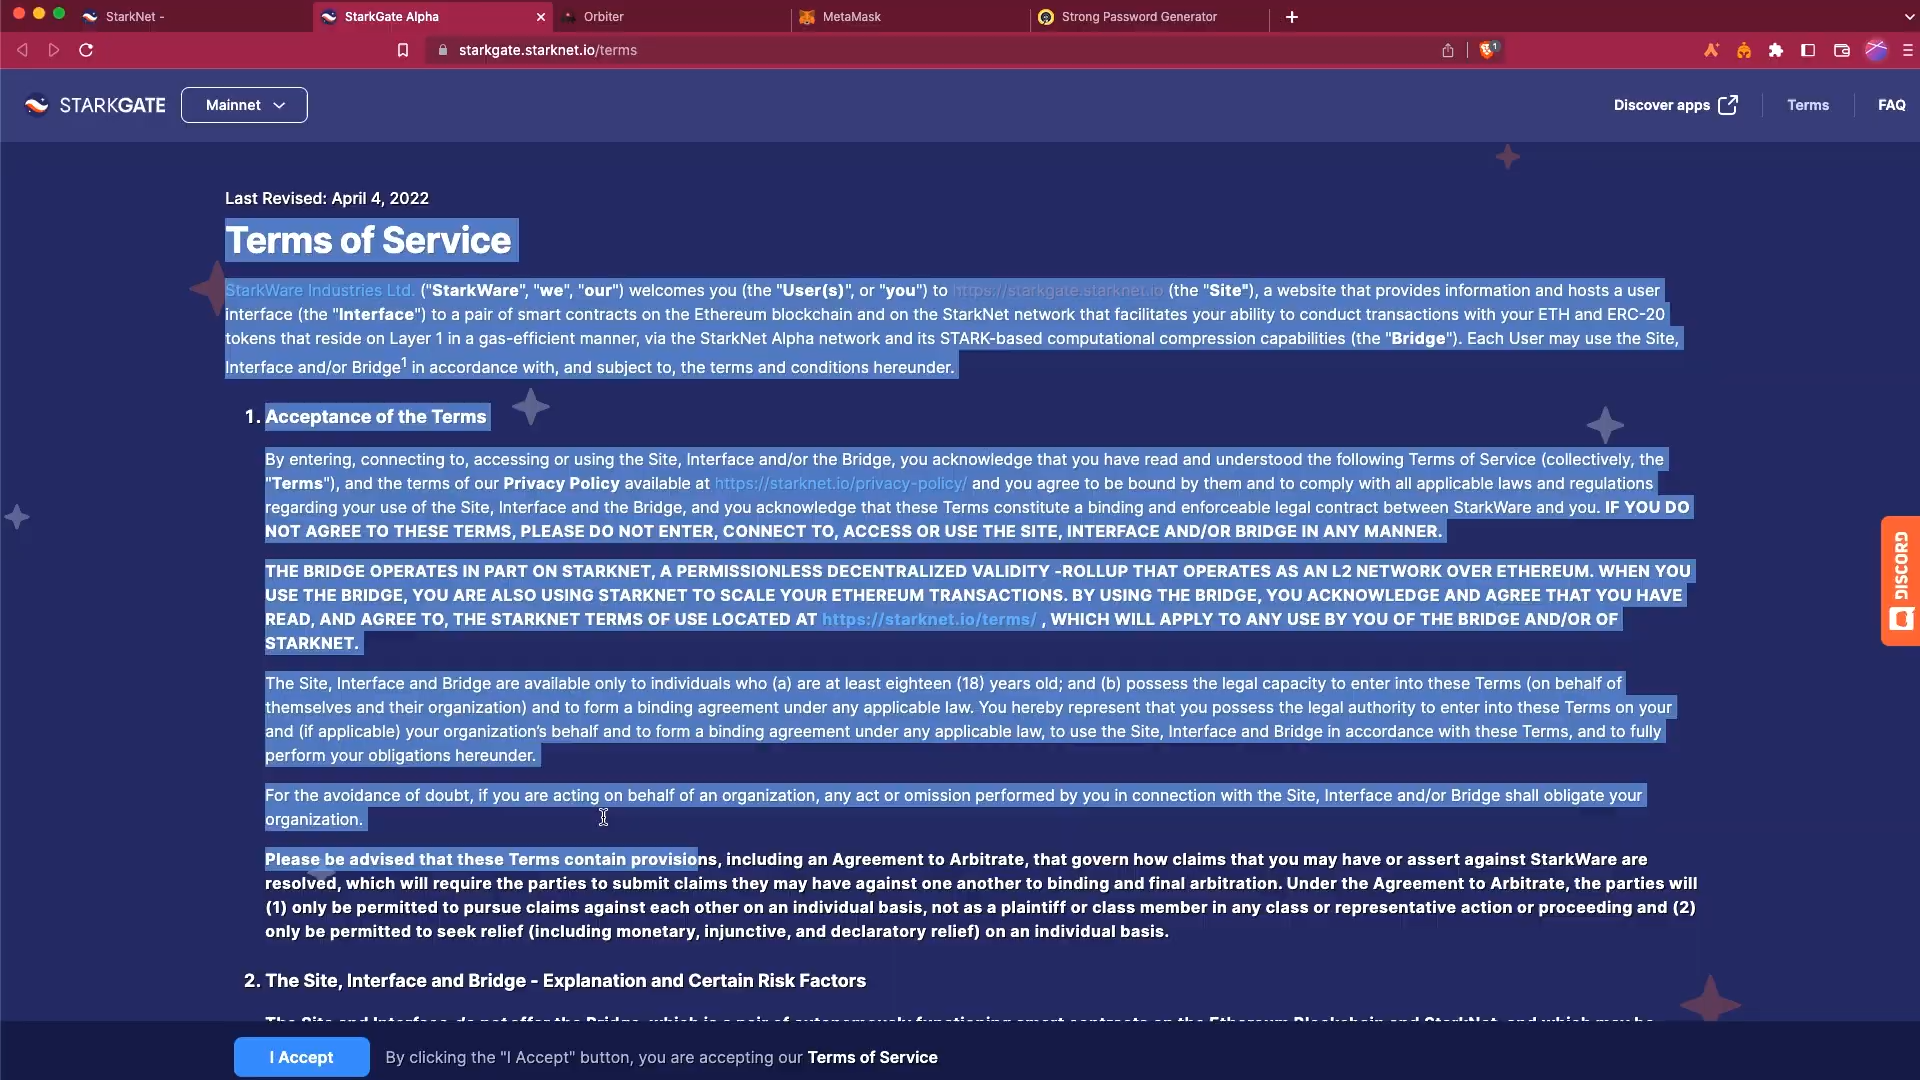 StarkNet -
StarkGate Alpha
Orbiter
MetaMask
Strong Password Generator
starkgate.starknet.io/terms
1
STARKGATE
Mainnet
Discover apps
Terms
FAQ
Last Revised: April 4, 2022
Terms of Service
StarkWare Industries Ltd. ("StarkWare", "we", "our") welcomes you (the "User(s)", or "you") to https://starkgate.starknet.io (the "Site"), a website that provides information and hosts a user
interface (the "Interface") to a pair of smart contracts on the Ethereum blockchain and on the StarkNet network that facilitates your ability to conduct transactions with your ETH and ERC-20
tokens that reside on Layer 1 in a gas-efficient manner, via the StarkNet Alpha network and its STARK-based computational compression capabilities (the "Bridge"). Each User may use the Site,
Interface and/or Bridge1 in accordance with, and subject to, the terms and conditions hereunder.
1. Acceptance of the Terms
By entering, connecting to, accessing or using the Site, Interface and/or the Bridge, you acknowledge that you have read and understood the following Terms of Service (collectively, the
"Terms"), and the terms of our Privacy Policy available at https://starknet.io/privacy-policy/ and you agree to be bound by them and to comply with all applicable laws and regulations
regarding your use of the Site, Interface and the Bridge, and you acknowledge that these Terms constitute a binding and enforceable legal contract between StarkWare and you. IF YOU DO
NOT AGREE TO THESE TERMS, PLEASE DO NOT ENTER, CONNECT TO, ACCESS OR USE THE SITE, INTERFACE AND/OR BRIDGE IN ANY MANNER.
THE BRIDGE OPERATES IN PART ON STARKNET, A PERMISSIONLESS DECENTRALIZED VALIDITY -ROLLUP THAT OPERATES AS AN L2 NETWORK OVER ETHEREUM. WHEN YOU
USE THE BRIDGE, YOU ARE ALSO USING STARKNET TO SCALE YOUR ETHEREUM TRANSACTIONS. BY USING THE BRIDGE, YOU ACKNOWLEDGE AND AGREE THAT YOU HAVE
READ, AND AGREE TO, THE STARKNET TERMS OF USE LOCATED AT https://starknet.io/terms/ , WHICH WILL APPLY TO ANY USE BY YOU OF THE BRIDGE AND/OR OF
STARKNET.
The Site, Interface and Bridge are available only to individuals who (a) are at least eighteen (18) years old; and (b) possess the legal capacity to enter into these Terms (on behalf of
themselves and their organization) and to form a binding agreement under any applicable law. You hereby represent that you possess the legal authority to enter into these Terms on your
and (if applicable) your organization's behalf and to form a binding agreement under any applicable law, to use the Site, Interface and Bridge in accordance with these Terms, and to fully
perform your obligations hereunder.
For the avoidance of doubt, if you are acting on behalf of an organization, any act or omission performed by you in connection with the Site, Interface and/or Bridge shall obligate your
organization.
Please be advised that these Terms contain provisions, including an Agreement to Arbitrate, that govern how claims that you may have or assert against StarkWare are
resolved, which will require the parties to submit claims they may have against one another to binding and final arbitration. Under the Agreement to Arbitrate, the parties will
(1) only be permitted to pursue claims against each other on an individual basis, not as a plaintiff or class member in any class or representative action or proceeding and (2)
only be permitted to seek relief (including monetary, injunctive, and declaratory relief) on an individual basis.
2. The Site, Interface and Bridge - Explanation and Certain Risk Factors
The Site and Interface do not offer the Bridge, which is a pair of autonomously functioning smart contracts on the Ethereum Blockchain and StarkNet, and which may be
DISCORD
I Accept
By clicking the "I Accept" button, you are accepting our Terms of Service